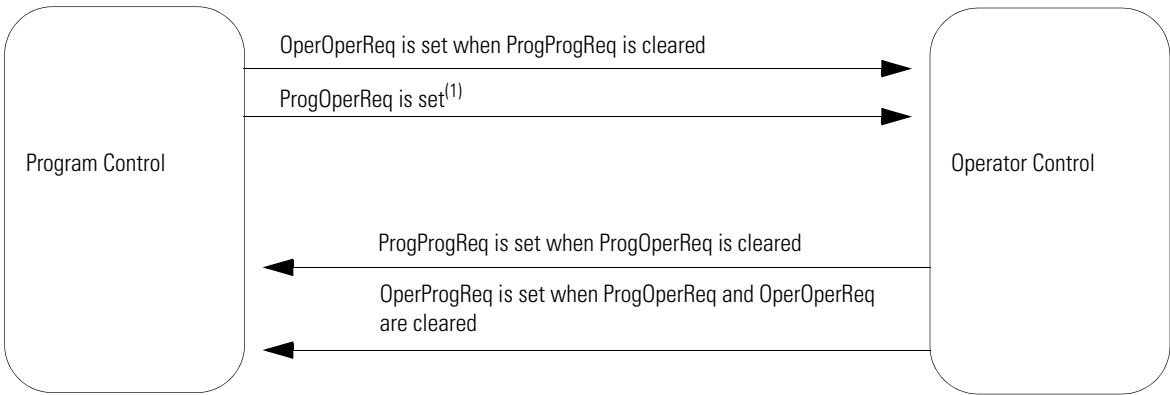 OperOperReq is set when ProgProgReq is cleared
ProgOperReq is set(1)
Program Control
Operator Control
ProgProgReq is set when ProgOperReq is cleared
OperProgReq is set when ProgOperReq and OperOperReq
are cleared